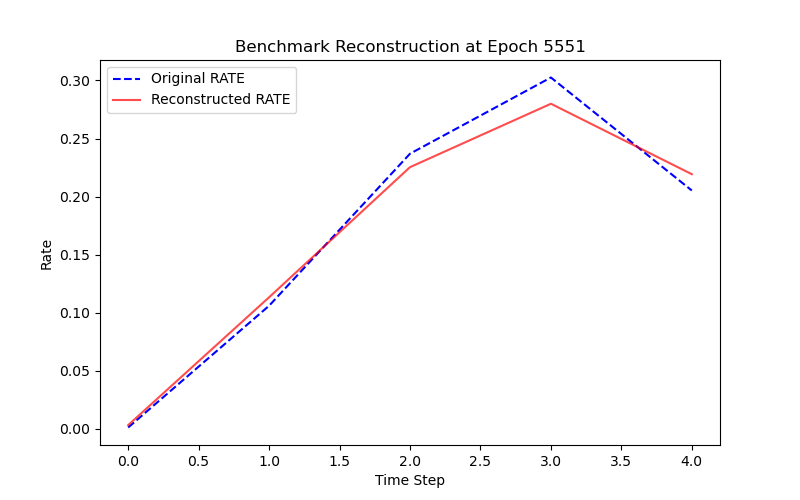 Benchmark Reconstruction at Epoch 5551
Original RATE
Reconstructed RATE
0.30
0.25
0.20
0.15
0.10
0.05
0.00
Rate
0.0 0.5 1.0 1.5 2.0 2.5 3.0 3.5 4.0
Time Step